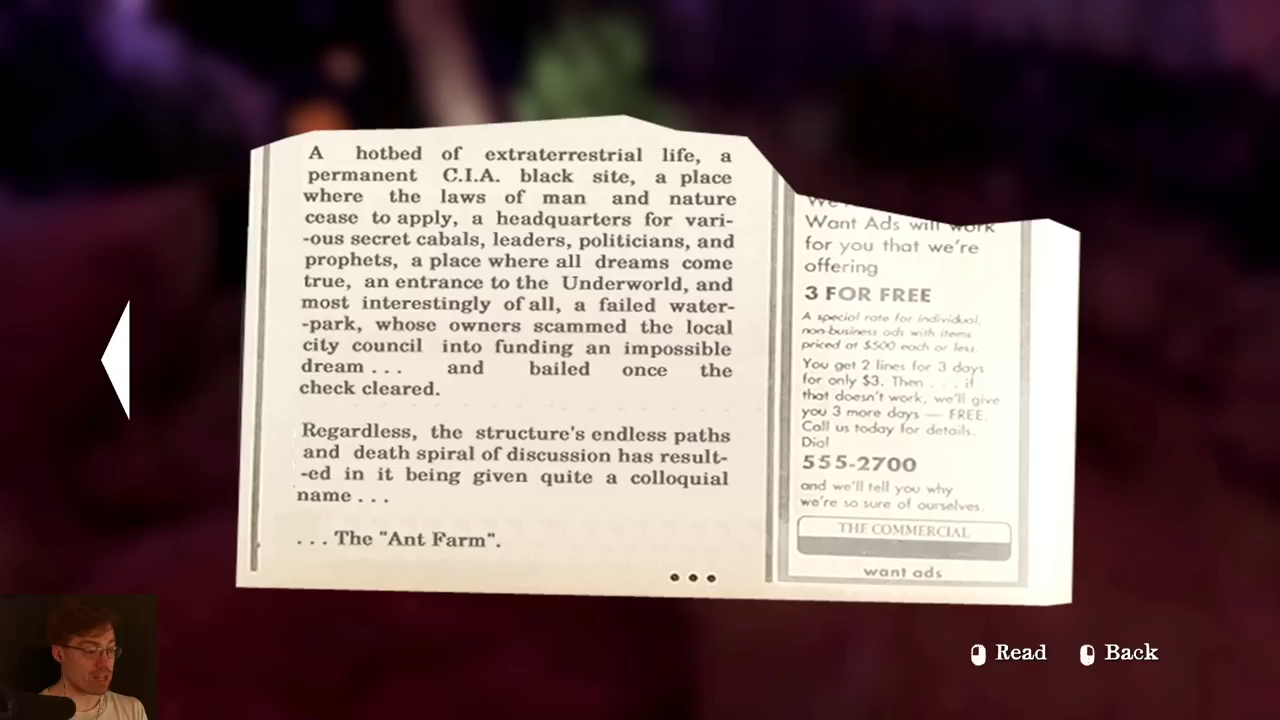 A hotbed of extraterrestrial life, a
permanent C.I.A. black site, a place
where the laws of man and nature
cease to apply, a headquarters for vari-
-ous secret cabals, leaders, politicians, and
prophets, a place where all dreams come
true, an entrance to the Underworld, and
most interestingly of all, a failed water-
-park, whose owners scammed the local
city council into funding an impossible
dream . . . and bailed once the
check cleared.
Regardless, the structure's endless paths
and death spiral of discussion has result-
-ed in it being given quite a colloquial
name . . .
. . . The "Ant Farm".
Want Ads will work
for you that we're
offering
3 FOR FREE
A special rate for individual,
non-business ads with items
priced at $500 each or less.
You get 2 lines for 3 days
for only $3. Then . . . if
that doesn't work, we'll give
you 3 more days — FREE.
Call us today for details.
Dial
555-2700
and we'll tell you why
we're so sure of ourselves.
THE COMMERCIAL
want ads
Read
Back